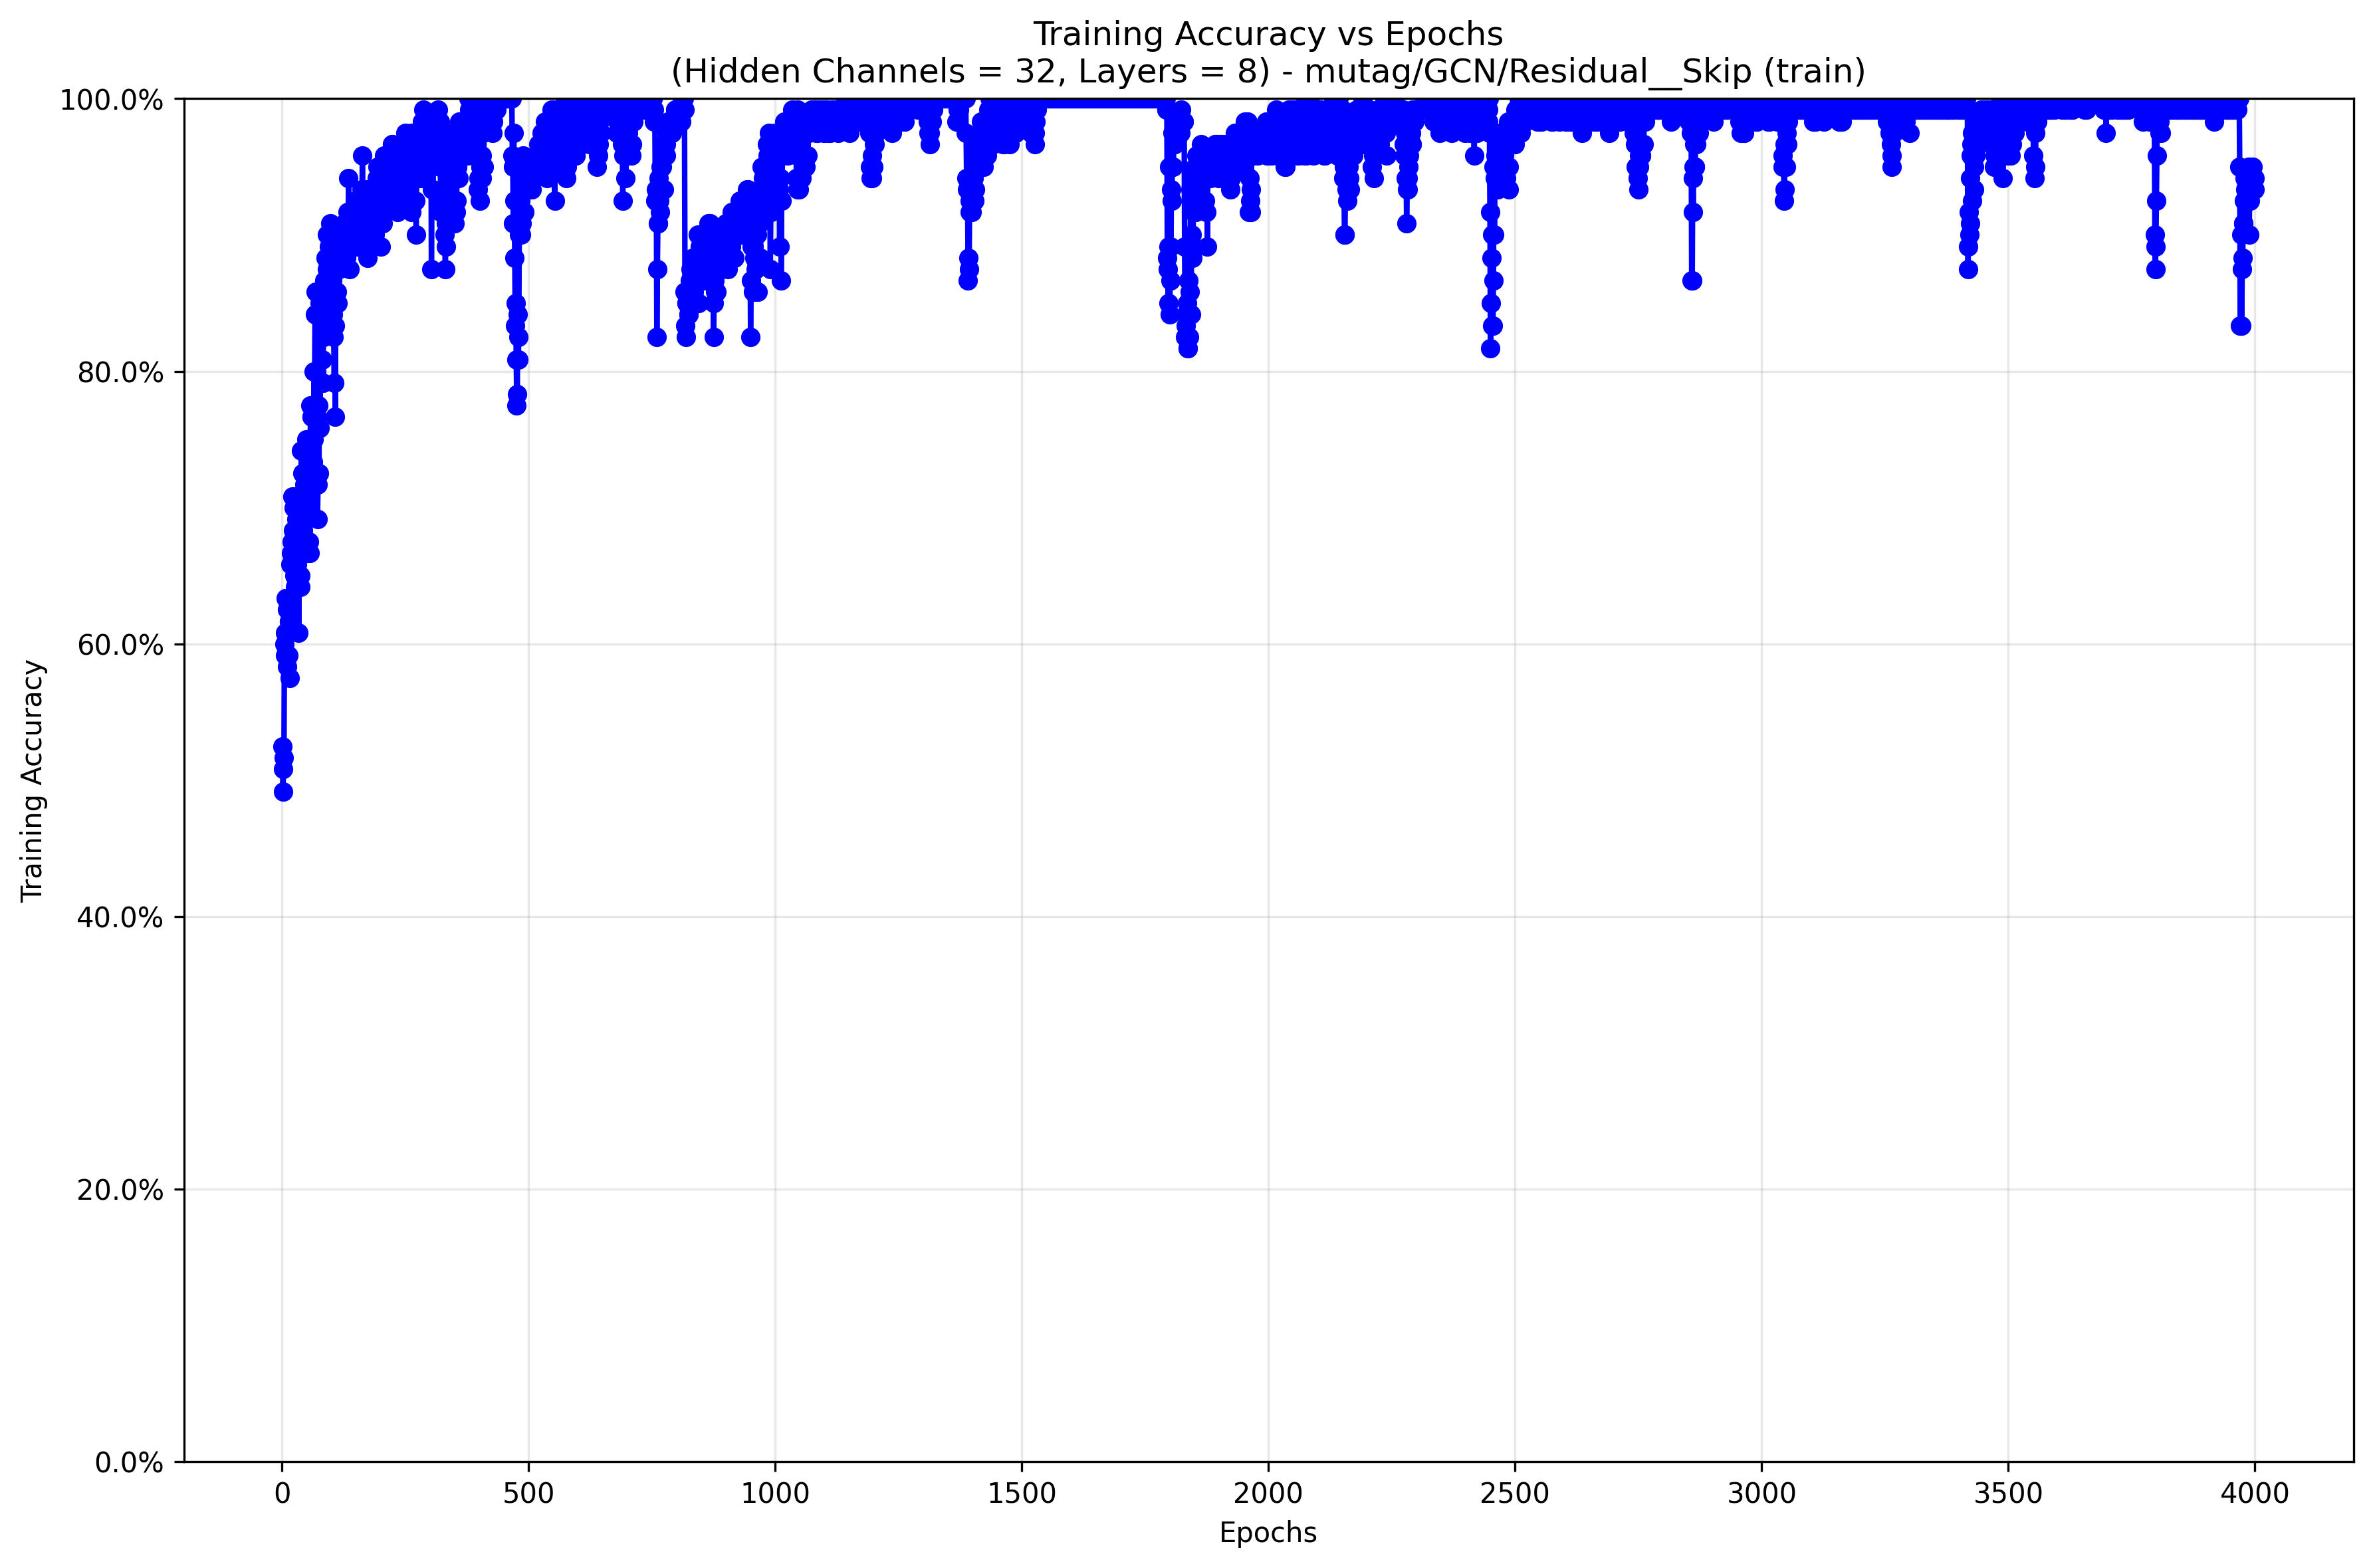 Training Accuracy vs Epochs
(Hidden Channels = 32, Layers = 8) - mutag/GCN/Residual__Skip (train)
100.0%
80.0%
60.0%
40.0%
20.0%
0.0%
Training Accuracy
0 500 1000 1500 2000 2500 3000 3500 4000
Epochs